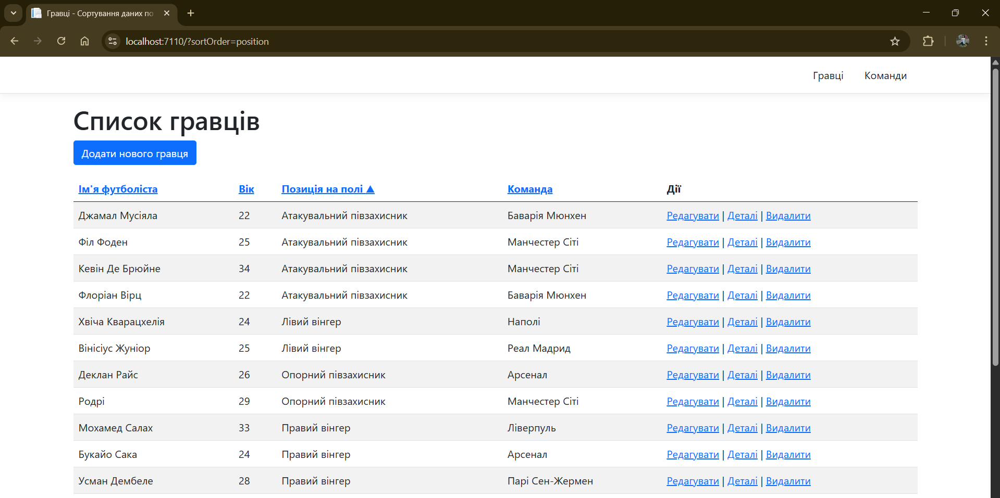 Гравці - Сортування даних по
localhost:7110/?sortOrder=position
Гравці Команди
Список гравців
Додати нового гравця
Ім'я футболіста Вік Позиція на полі ▲ Команда Дії
Джамал Мусіяла 22 Атакувальний півзахисник Баварія Мюнхен Редагувати | Деталі | Видалити
Філ Фоден 25 Атакувальний півзахисник Манчестер Сіті Редагувати | Деталі | Видалити
Кевін Де Брюйне 34 Атакувальний півзахисник Манчестер Сіті Редагувати | Деталі | Видалити
Флоріан Вірц 22 Атакувальний півзахисник Баварія Мюнхен Редагувати | Деталі | Видалити
Хвіча Кварацхелія 24 Лівий вінгер Наполі Редагувати | Деталі | Видалити
Вінісіус Жуніор 25 Лівий вінгер Реал Мадрид Редагувати | Деталі | Видалити
Деклан Райс 26 Опорний півзахисник Арсенал Редагувати | Деталі | Видалити
Родрі 29 Опорний півзахисник Манчестер Сіті Редагувати | Деталі | Видалити
Мохамед Салах 33 Правий вінгер Ліверпуль Редагувати | Деталі | Видалити
Букайо Сака 24 Правий вінгер Арсенал Редагувати | Деталі | Видалити
Усман Дембеле 28 Правий вінгер Парі Сен-Жермен Редагувати | Деталі | Видалити